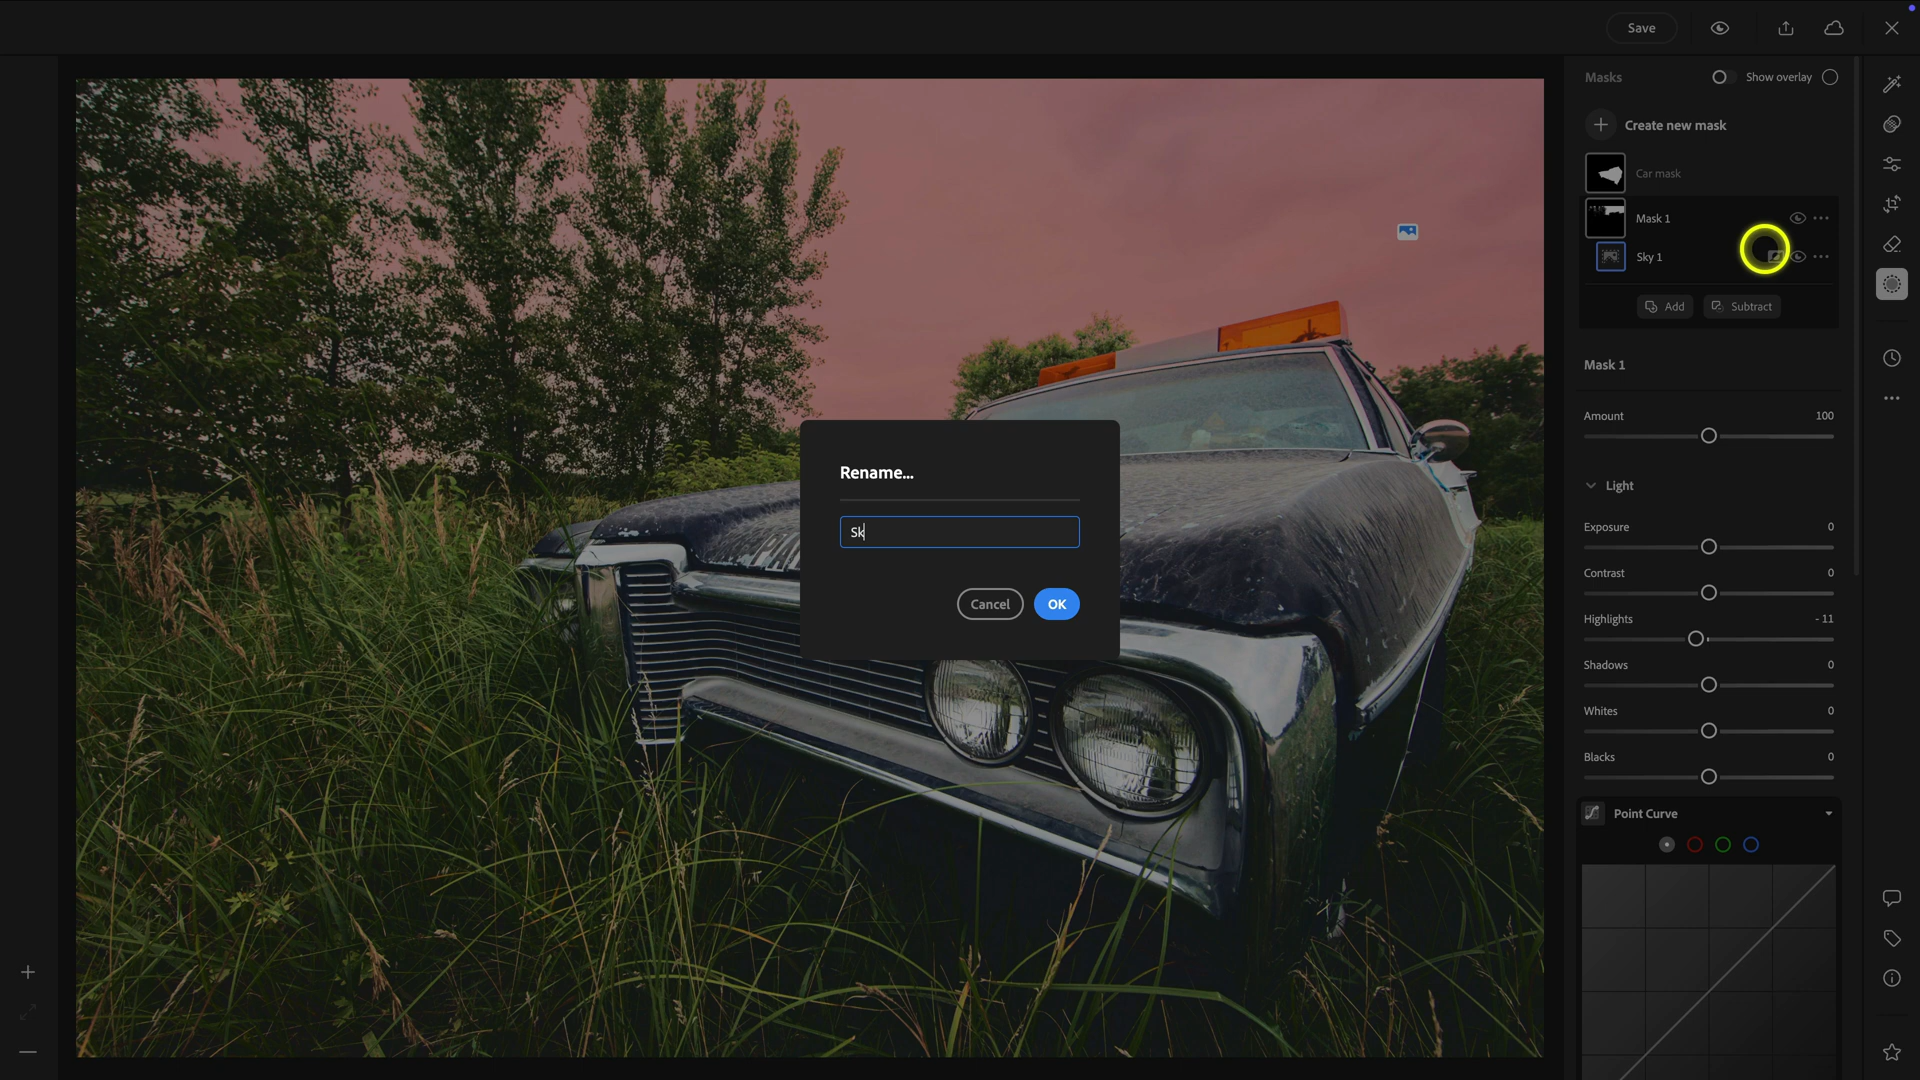 Save
Masks
Show overlay
Create new mask
Car mask
Mask 1
Sky 1
Add
Subtract
Mask 1
Amount
100
Light
Exposure
0
Contrast
0
Highlights
- 11
Shadows
0
Whites
0
Blacks
0
Point Curve
Rename...
Sk
Cancel
OK